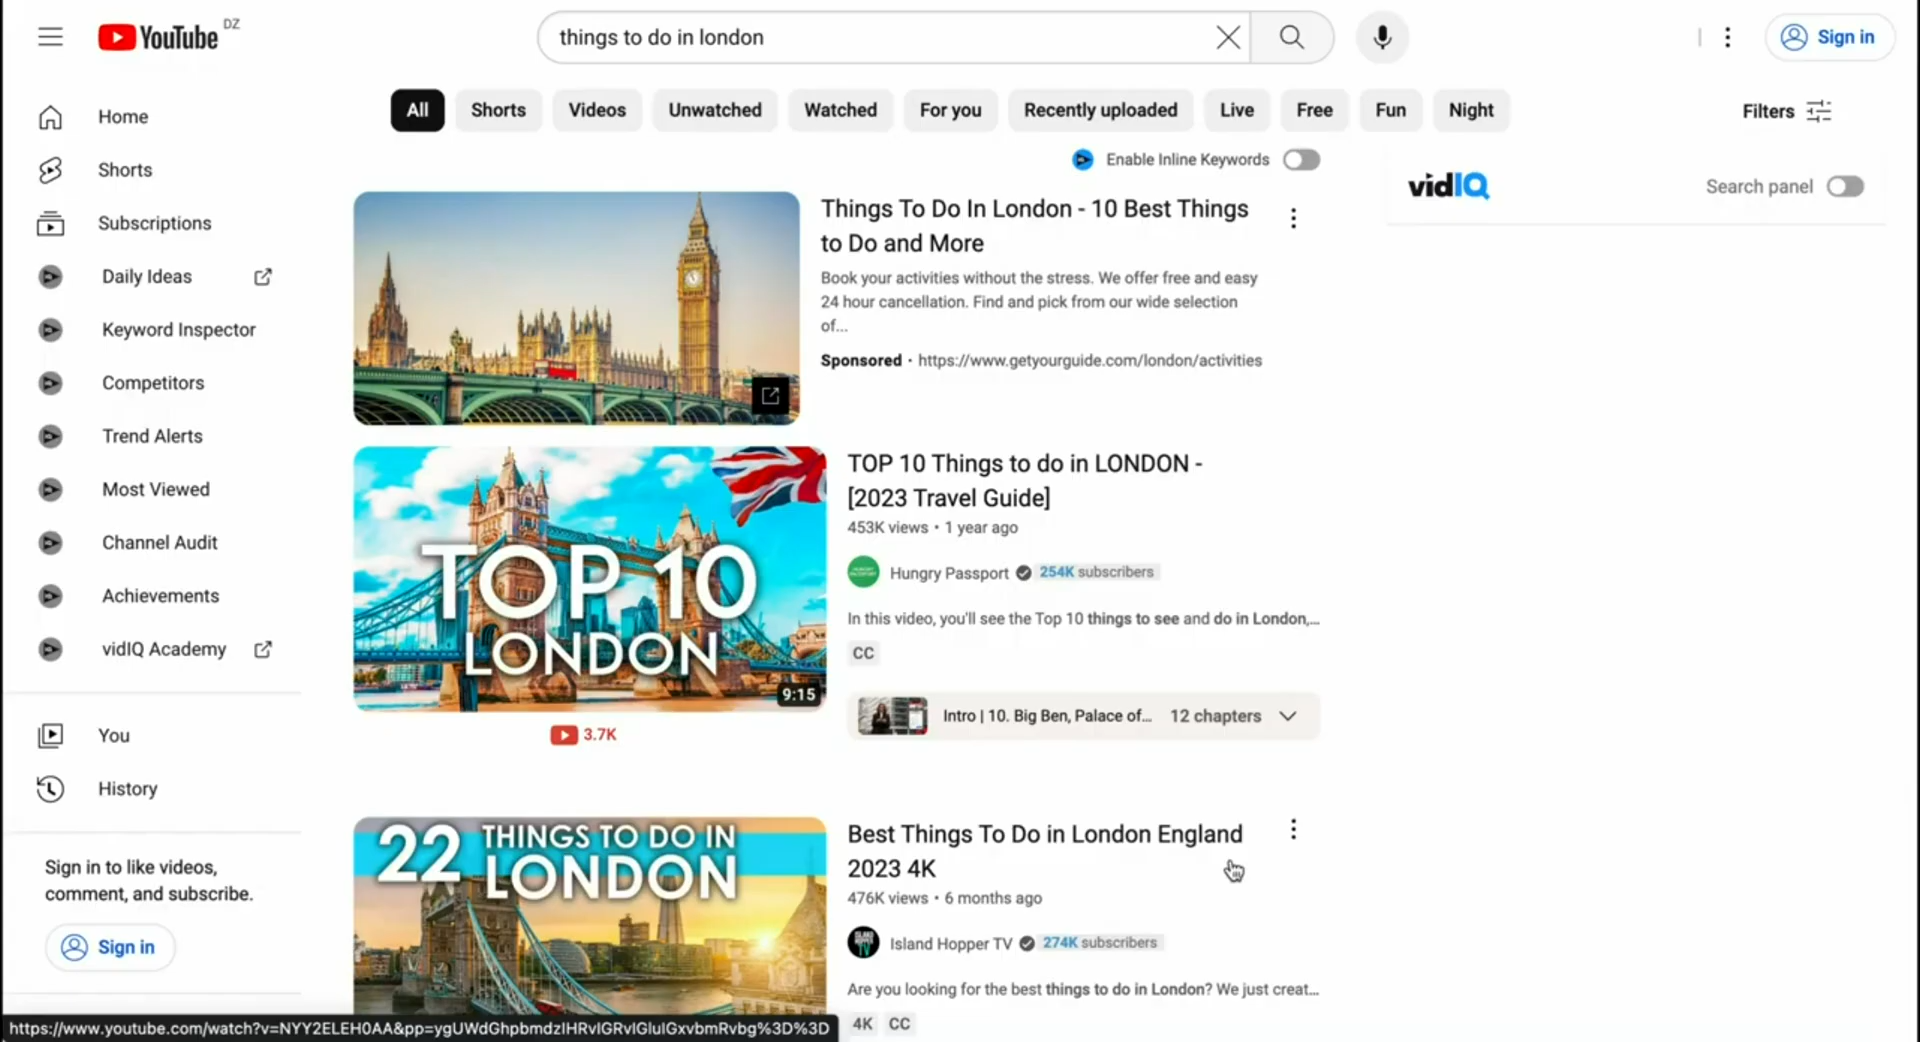 YouTube DZ
things to do in london
Sign in
Home
Shorts
Subscriptions
Daily Ideas
Keyword Inspector
Competitors
Trend Alerts
Most Viewed
Channel Audit
Achievements
vidIQ Academy
You
History
Sign in to like videos,
comment, and subscribe.
Sign in
All Shorts Videos Unwatched Watched For you Recently uploaded Live Free Fun Night
Filters
Enable Inline Keywords
vidIQ
Search panel
Things To Do In London - 10 Best Things
to Do and More
Book your activities without the stress. We offer free and easy
24 hour cancellation. Find and pick from our wide selection
of...
Sponsored · https://www.getyourguide.com/london/activities
TOP 10
LONDON
9:15
3.7K
TOP 10 Things to do in LONDON -
[2023 Travel Guide]
453K views • 1 year ago
Hungry Passport 254K subscribers
In this video, you'll see the Top 10 things to see and do in London,...
CC
Intro | 10. Big Ben, Palace of... 12 chapters
22 THINGS TO DO IN
LONDON
Best Things To Do in London England
2023 4K
476K views • 6 months ago
ISLAND
HOPPER
TV
Island Hopper TV 274K subscribers
Are you looking for the best things to do in London? We just creat...
4K CC
https://www.youtube.com/watch?v=NYY2ELEH0AA&pp=ygUWdGhpbmdzIHRvIGRvIGluIGxvbmRvbg%3D%3D